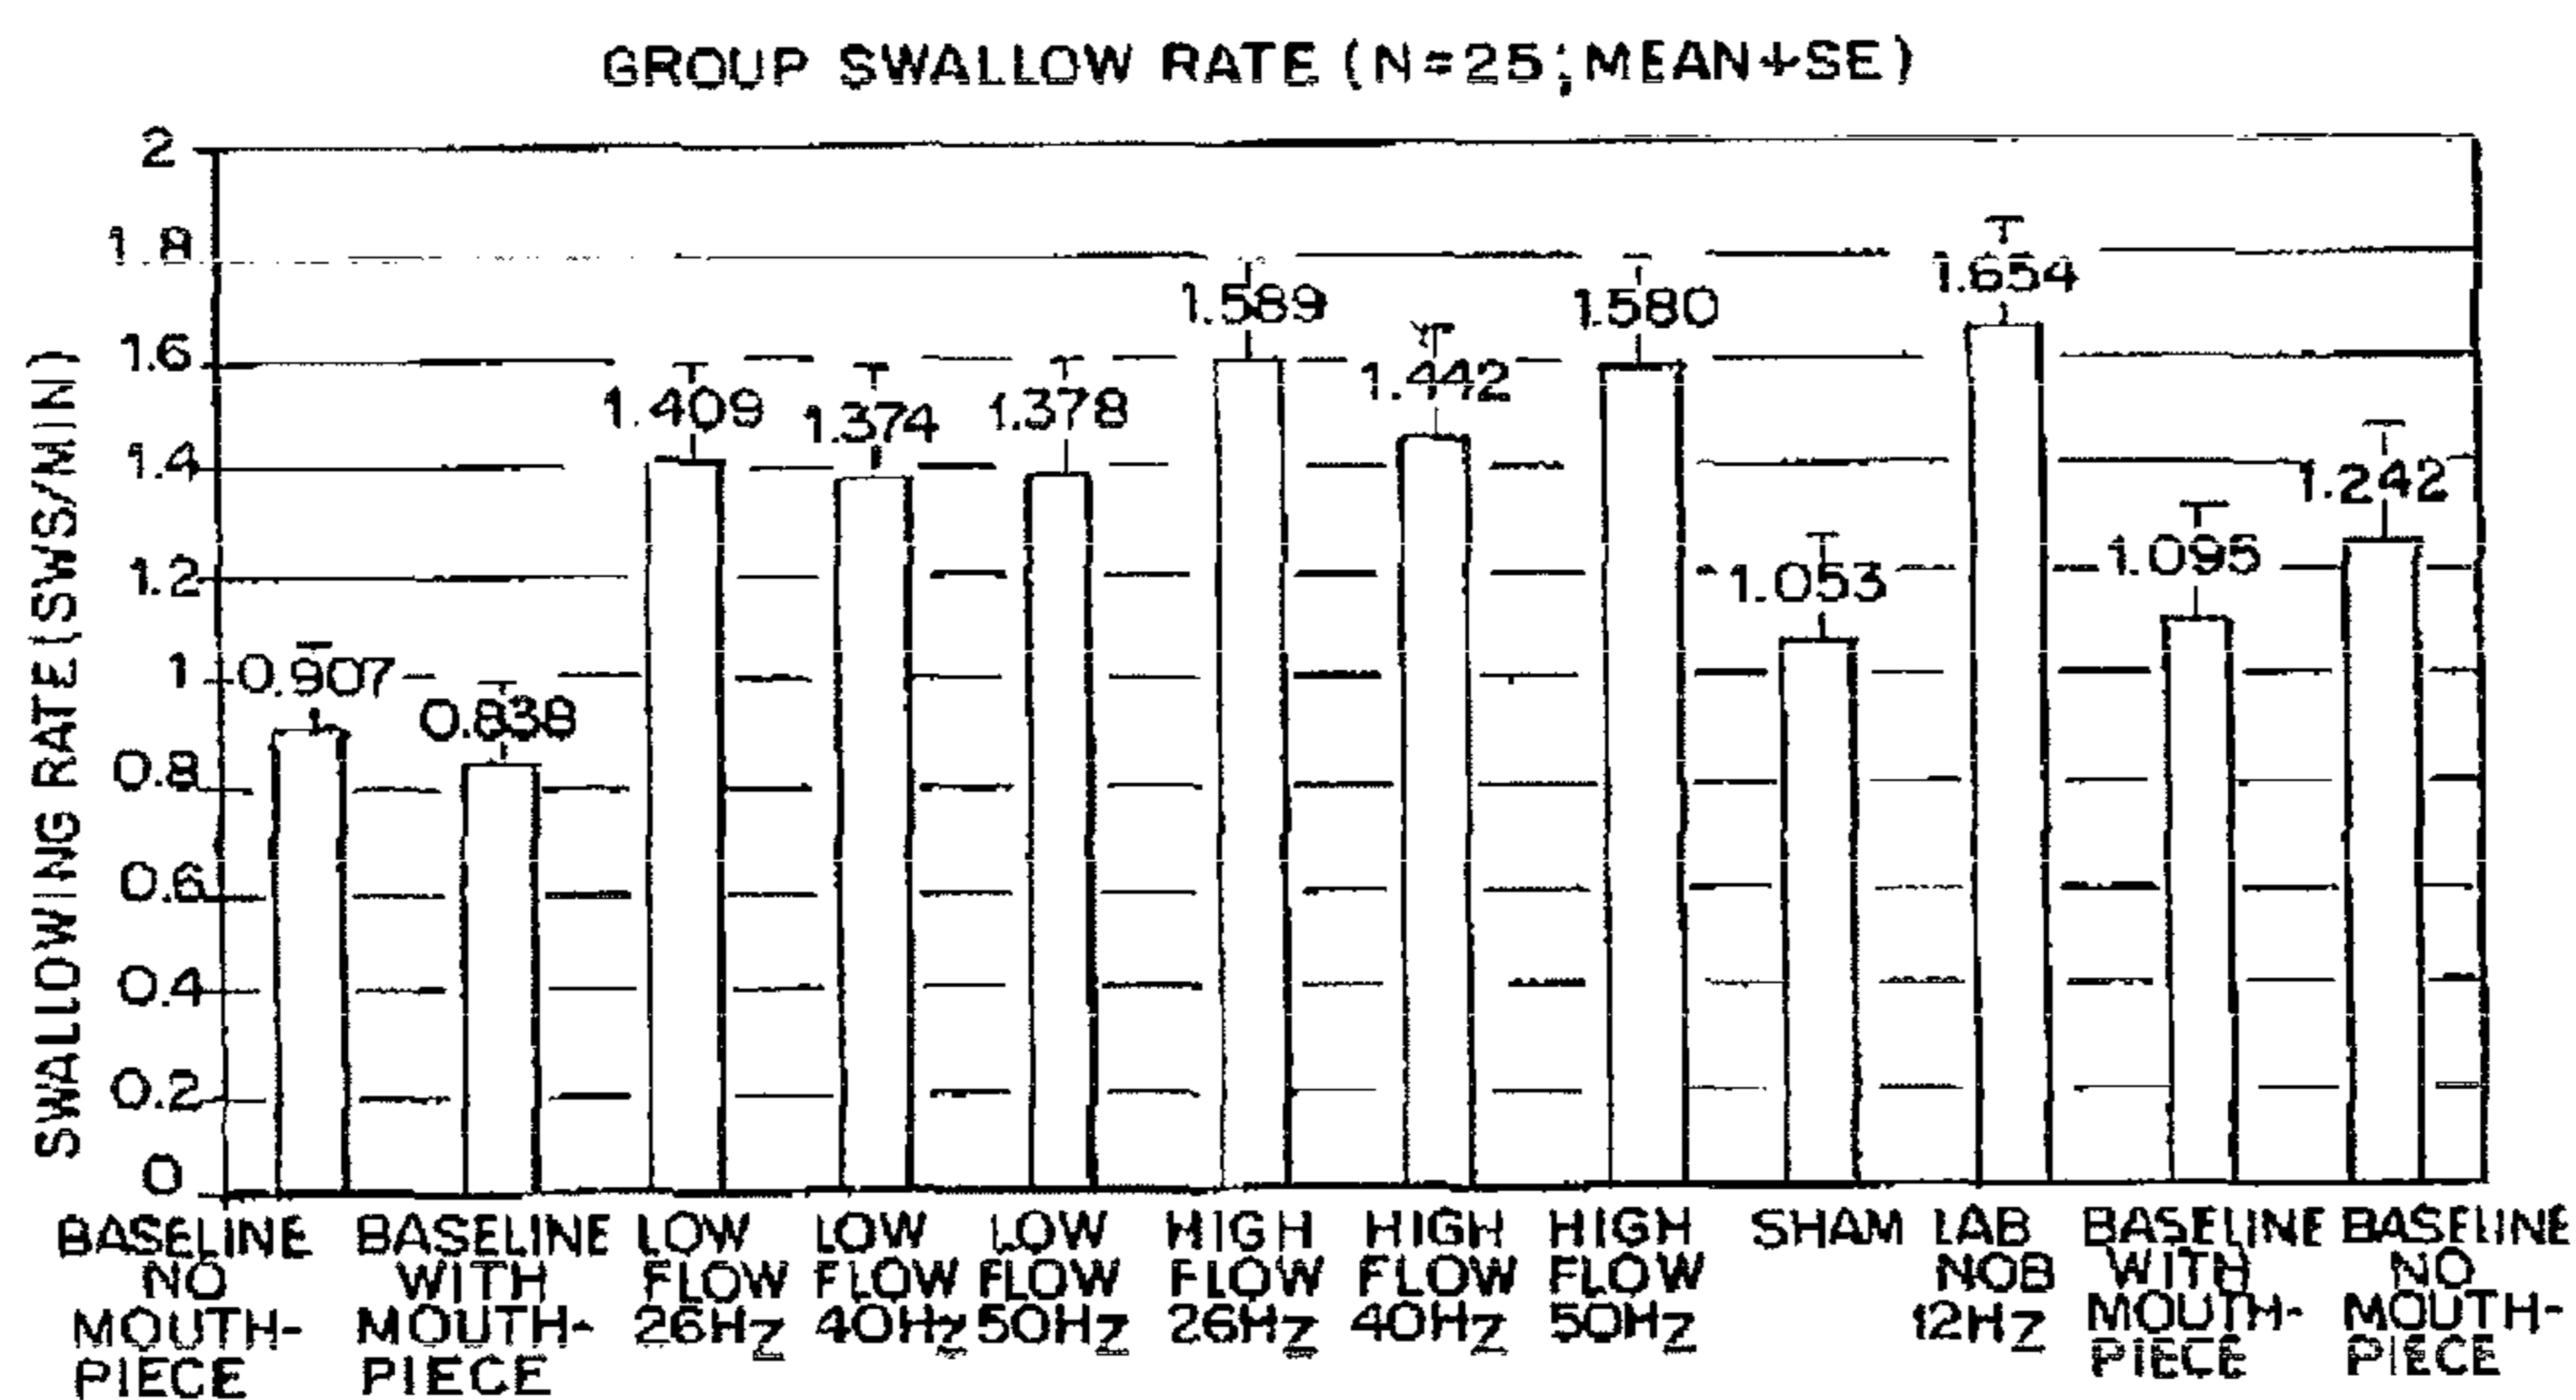 GROUP SWALLOW RATE (N=25; MEAN+SE)
SWALLOWING RATE (SWS/MIN)
2
1.8
1.6
1.4
1.2
1
0.8
0.6
0.4
0.2
0
0.907
0.838
1.409
1.374
1.378
1.589
1.442
1.580
1.053
1.654
1.095
1.242
BASELINE
NO
MOUTH-
PIECE
BASELINE
WITH
MOUTH-
PIECE
LOW
FLOW
26HZ
LOW
FLOW
40HZ
LOW
FLOW
50HZ
HIGH
FLOW
26HZ
HIGH
FLOW
40HZ
HIGH
FLOW
50HZ
SHAM
LAB
NOB
12HZ
BASELINE
WITH
MOUTH-
PIECE
BASELINE
NO
MOUTH-
PIECE